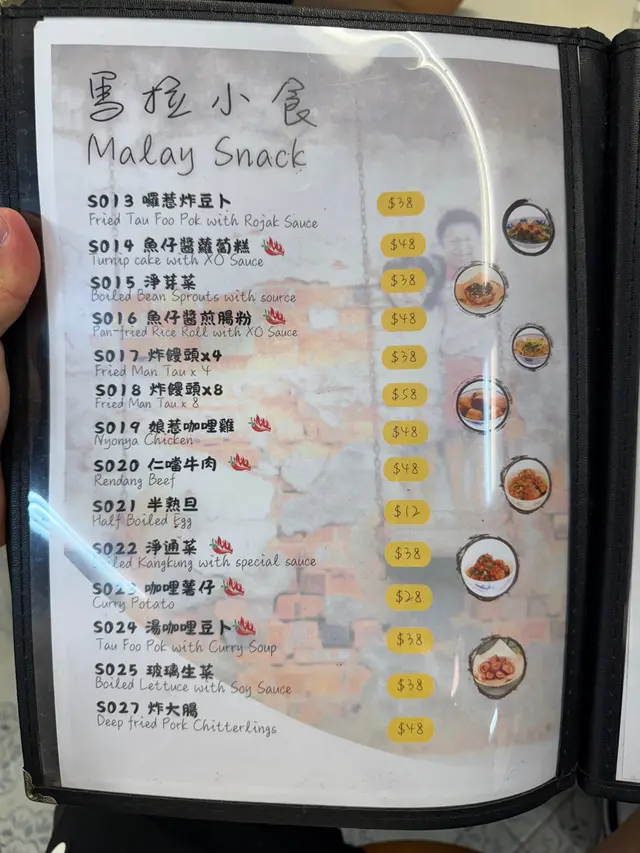 馬拉小食
Malay Snack
S013 囉惹炸豆卜 $38
Fried Tau Foo Pok with Rojak Sauce
S014 魚仔醬蘿蔔糕 $48
Turnip cake with XO Sauce
S015 淨芽菜 $38
Boiled Bean Sprouts with source
S016 魚仔醬煎腸粉 $48
Pan-fried Rice Roll with XO Sauce
S017 炸饅頭x4 $38
Fried Man Tau x 4
S018 炸饅頭x8 $58
Fried Man Tau x 8
S019 娘惹咖哩雞 $48
Nyonya Chicken
S020 仁噹牛肉 $48
Rendang Beef
S021 半熟旦 $12
Half Boiled Egg
S022 淨通菜 $38
Kangkung with special sauce
S023 咖哩薯仔 $28
Curry Potato
S024 湯咖哩豆卜 $38
Tau Foo Pok with Curry Soup
S025 玻璃生菜 $38
Boiled Lettuce with Soy Sauce
S027 炸大腸 $48
Deep fried Pork Chitterlings